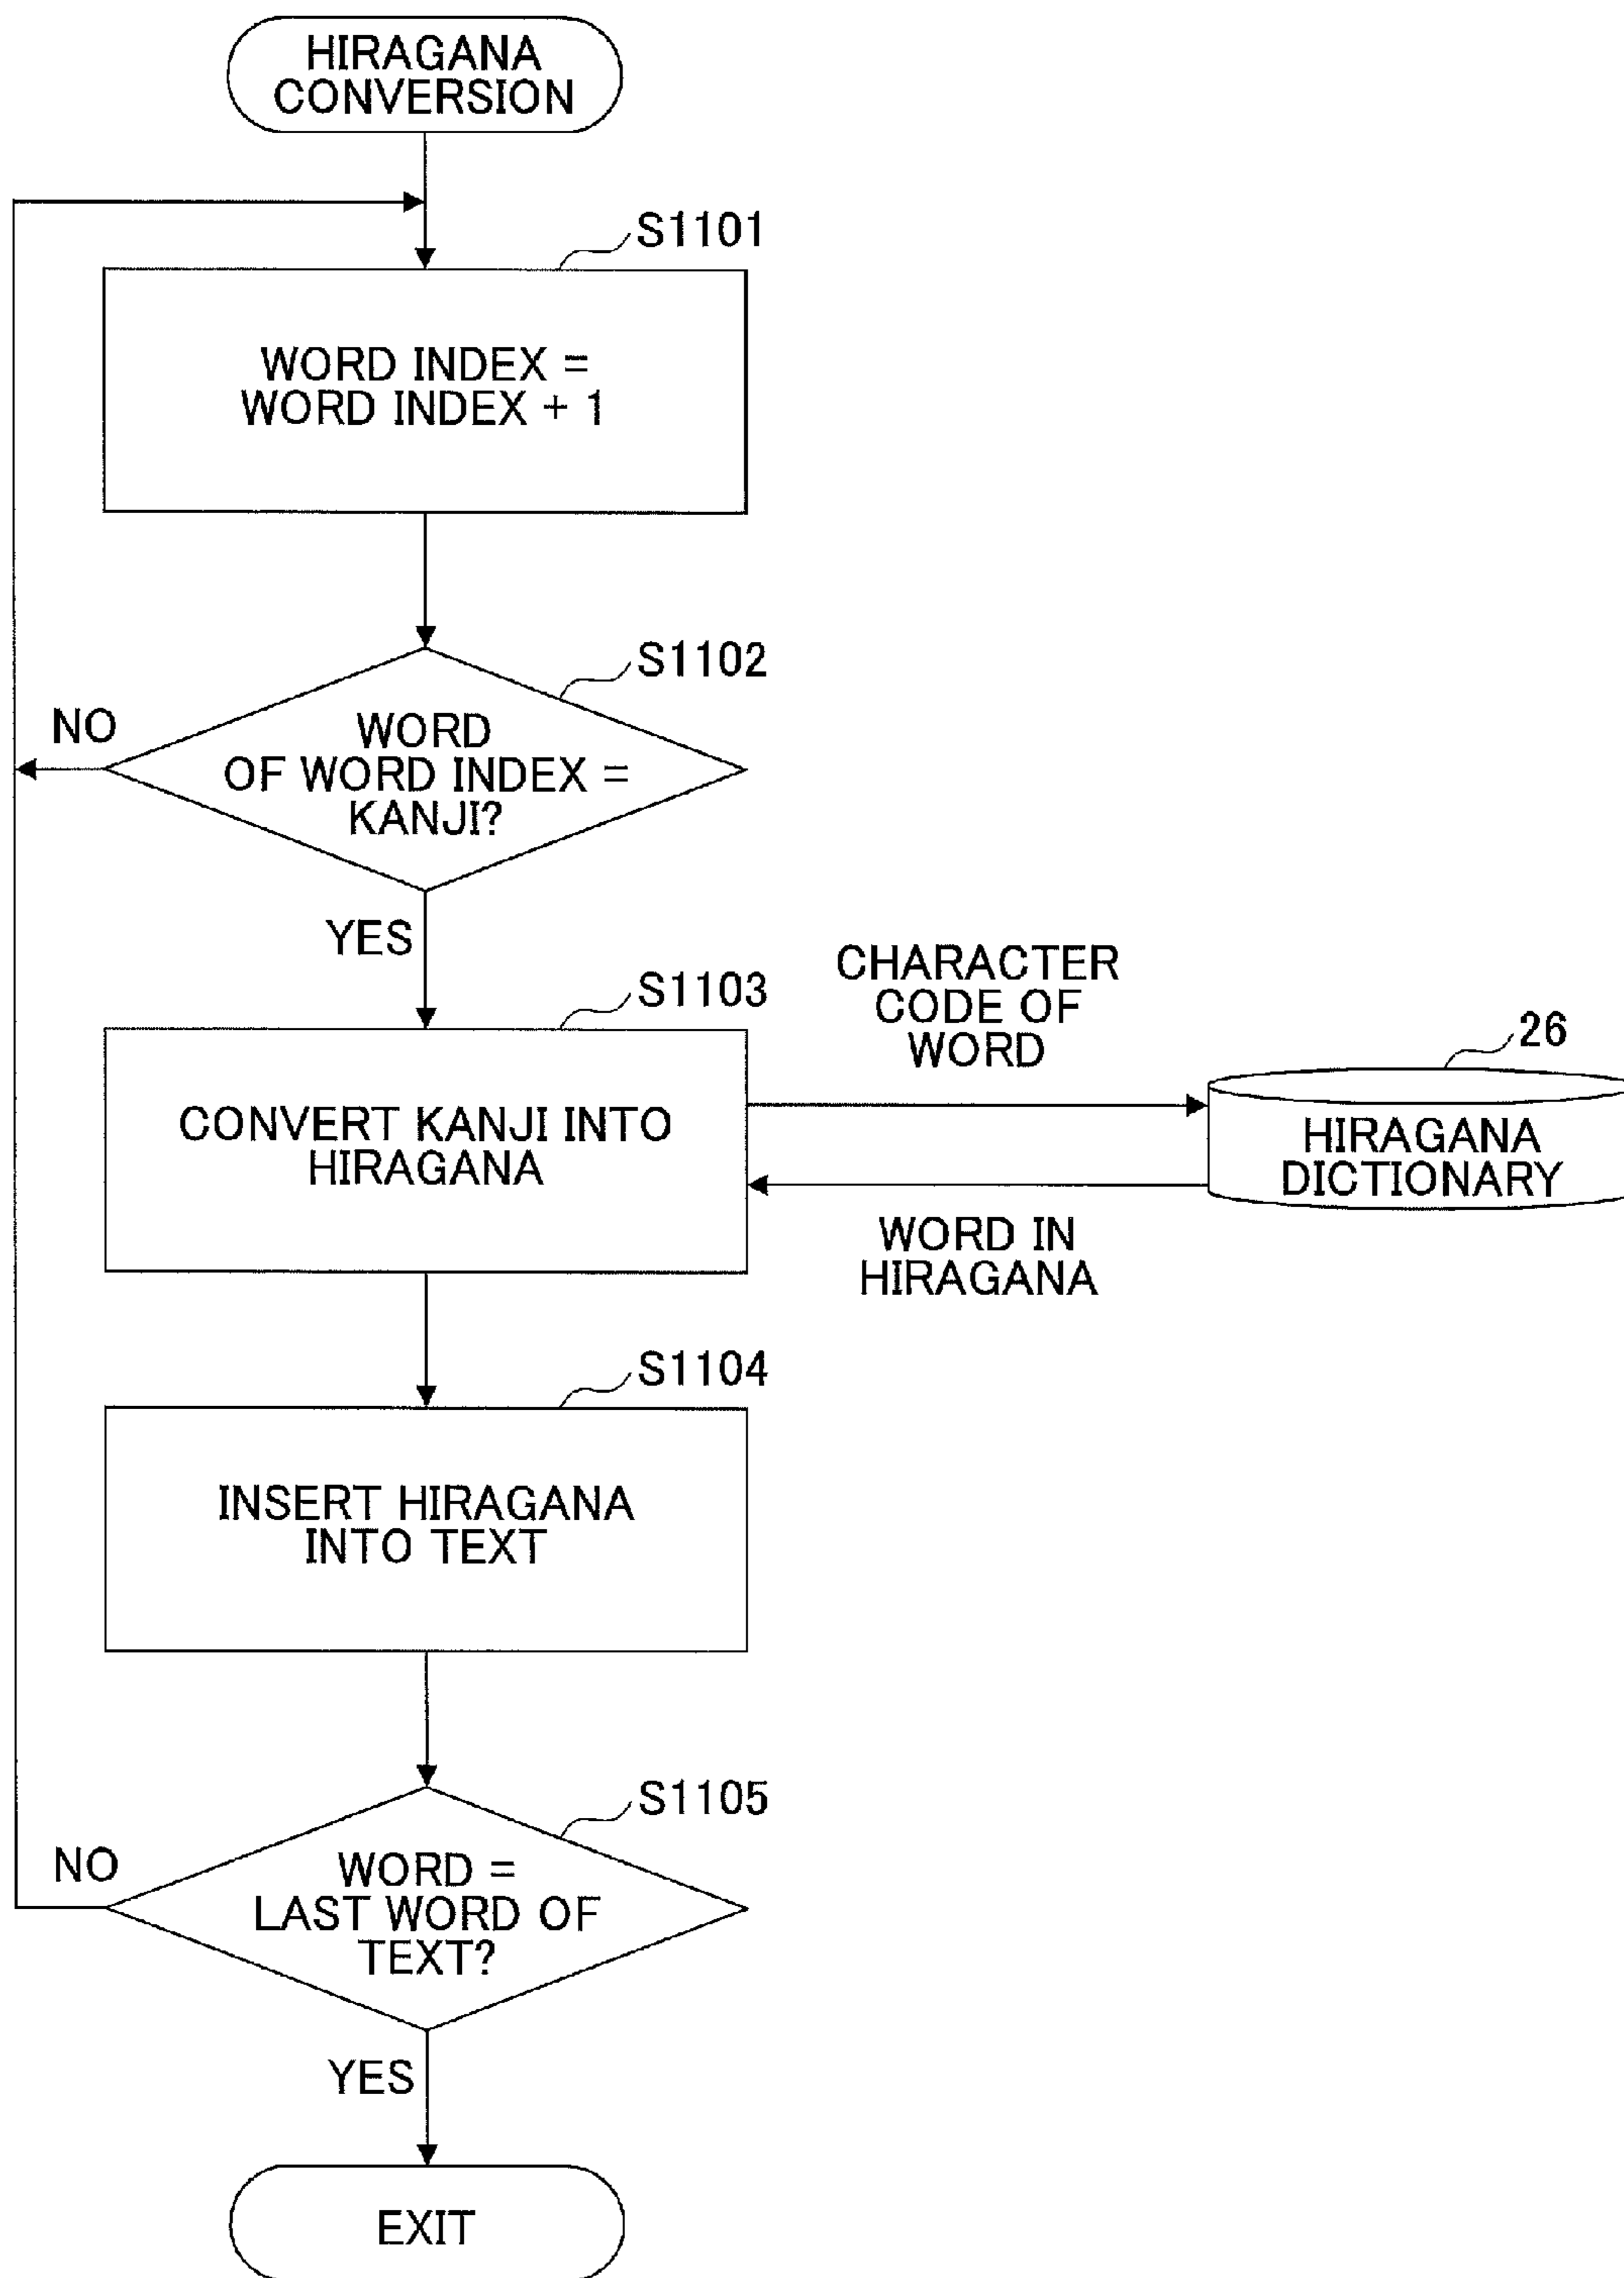 HIRAGANA
CONVERSION
S1101
WORD INDEX =
WORD INDEX + 1
S1102
NO
WORD
OF WORD INDEX =
KANJI?
YES
S1103
CONVERT KANJI INTO
HIRAGANA
CHARACTER
CODE OF
WORD
26
HIRAGANA
DICTIONARY
WORD IN
HIRAGANA
S1104
INSERT HIRAGANA
INTO TEXT
S1105
NO
WORD =
LAST WORD OF
TEXT?
YES
EXIT